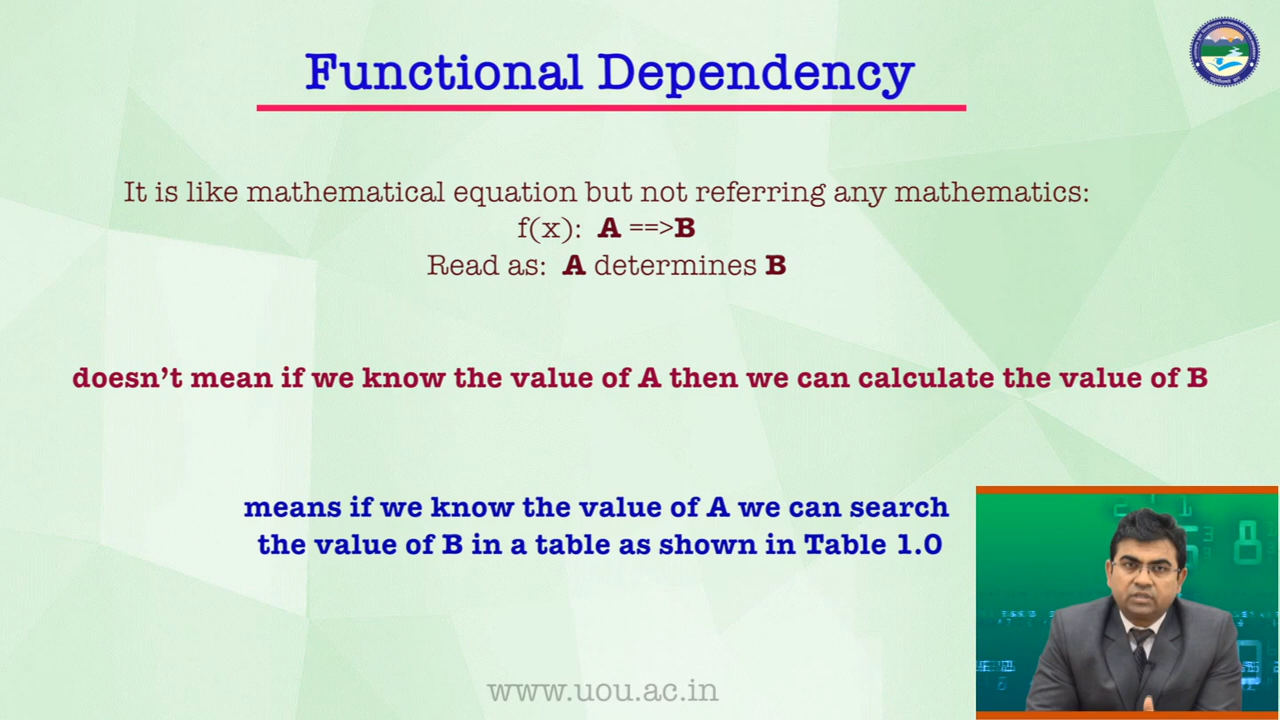 Functional Dependency
It is like mathematical equation but not referring any mathematics:
f(x): A ==>B
Read as: A determines B
doesn’t mean if we know the value of A then we can calculate the value of B
means if we know the value of A we can search
the value of B in a table as shown in Table 1.0
www.uou.ac.in